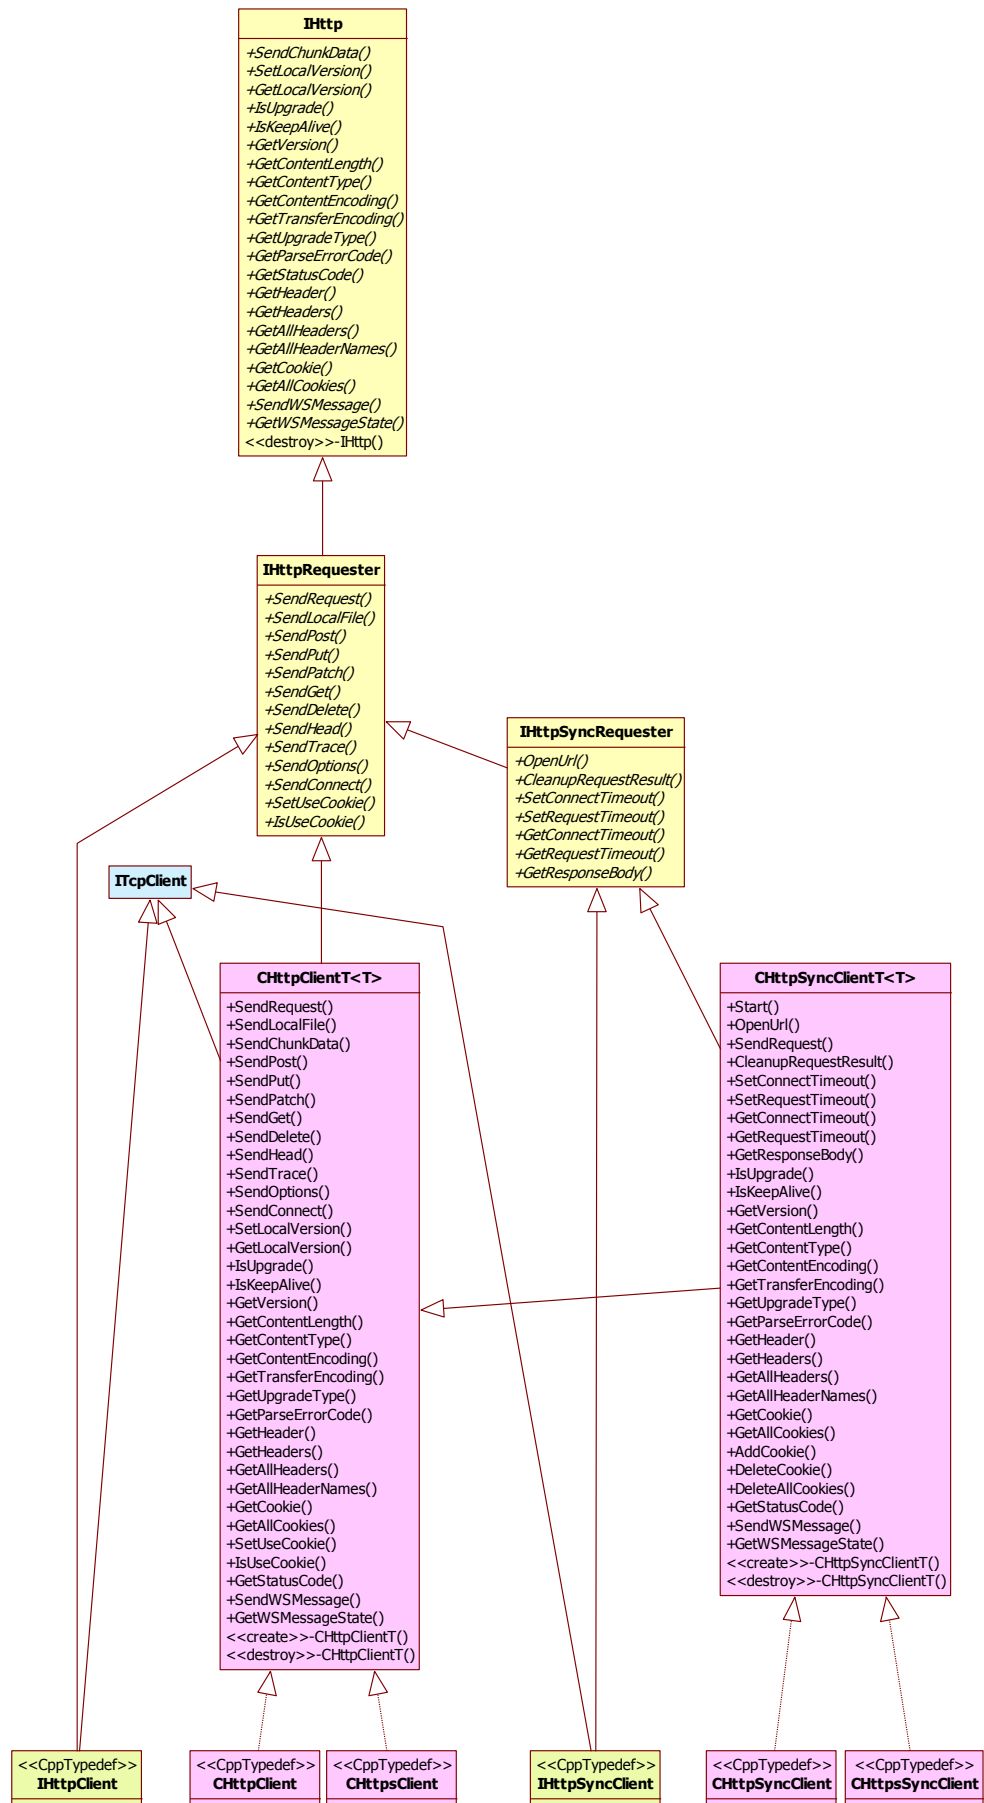 IHttp
+SendChunkData()
+SetLocalVersion()
+GetLocalVersion()
+IsUpgrade()
+IsKeepAlive()
+GetVersion()
+GetContentLength()
+GetContentType()
+GetContentEncoding()
+GetTransferEncoding()
+GetUpgradeType()
+GetParseErrorCode()
+GetStatusCode()
+GetHeader()
+GetHeaders()
+GetAllHeaders()
+GetAllHeaderNames()
+GetCookie()
+GetAllCookies()
+SendWSMessage()
+GetWSMessageState()
<<destroy>>-IHttp()
IHttpRequester
+SendRequest()
+SendLocalFile()
+SendPost()
+SendPut()
+SendPatch()
+SendGet()
+SendDelete()
+SendHead()
+SendTrace()
+SendOptions()
+SendConnect()
+SetUseCookie()
+IsUseCookie()
IHttpSyncRequester
+OpenUrl()
+CleanupRequestResult()
+SetConnectTimeout()
+SetRequestTimeout()
+GetConnectTimeout()
+GetRequestTimeout()
+GetResponseBody()
ITcpClient
CHttpClientT<T>
+SendRequest()
+SendLocalFile()
+SendChunkData()
+SendPost()
+SendPut()
+SendPatch()
+SendGet()
+SendDelete()
+SendHead()
+SendTrace()
+SendOptions()
+SendConnect()
+SetLocalVersion()
+GetLocalVersion()
+IsUpgrade()
+IsKeepAlive()
+GetVersion()
+GetContentLength()
+GetContentType()
+GetContentEncoding()
+GetTransferEncoding()
+GetUpgradeType()
+GetParseErrorCode()
+GetHeader()
+GetHeaders()
+GetAllHeaders()
+GetAllHeaderNames()
+GetCookie()
+GetAllCookies()
+SetUseCookie()
+IsUseCookie()
+GetStatusCode()
+SendWSMessage()
+GetWSMessageState()
<<create>>-CHttpClientT()
<<destroy>>-CHttpClientT()
CHttpSyncClientT<T>
+Start()
+OpenUrl()
+SendRequest()
+CleanupRequestResult()
+SetConnectTimeout()
+SetRequestTimeout()
+GetConnectTimeout()
+GetRequestTimeout()
+GetResponseBody()
+IsUpgrade()
+IsKeepAlive()
+GetVersion()
+GetContentLength()
+GetContentType()
+GetContentEncoding()
+GetTransferEncoding()
+GetUpgradeType()
+GetParseErrorCode()
+GetHeader()
+GetHeaders()
+GetAllHeaders()
+GetAllHeaderNames()
+GetCookie()
+GetAllCookies()
+AddCookie()
+DeleteCookie()
+DeleteAllCookies()
+GetStatusCode()
+SendWSMessage()
+GetWSMessageState()
<<create>>-CHttpSyncClientT()
<<destroy>>-CHttpSyncClientT()
<<CppTypedef>>
IHttpClient
<<CppTypedef>>
CHttpClient
<<CppTypedef>>
CHttpsClient
<<CppTypedef>>
IHttpSyncClient
<<CppTypedef>>
CHttpSyncClient
<<CppTypedef>>
CHttpsSyncClient